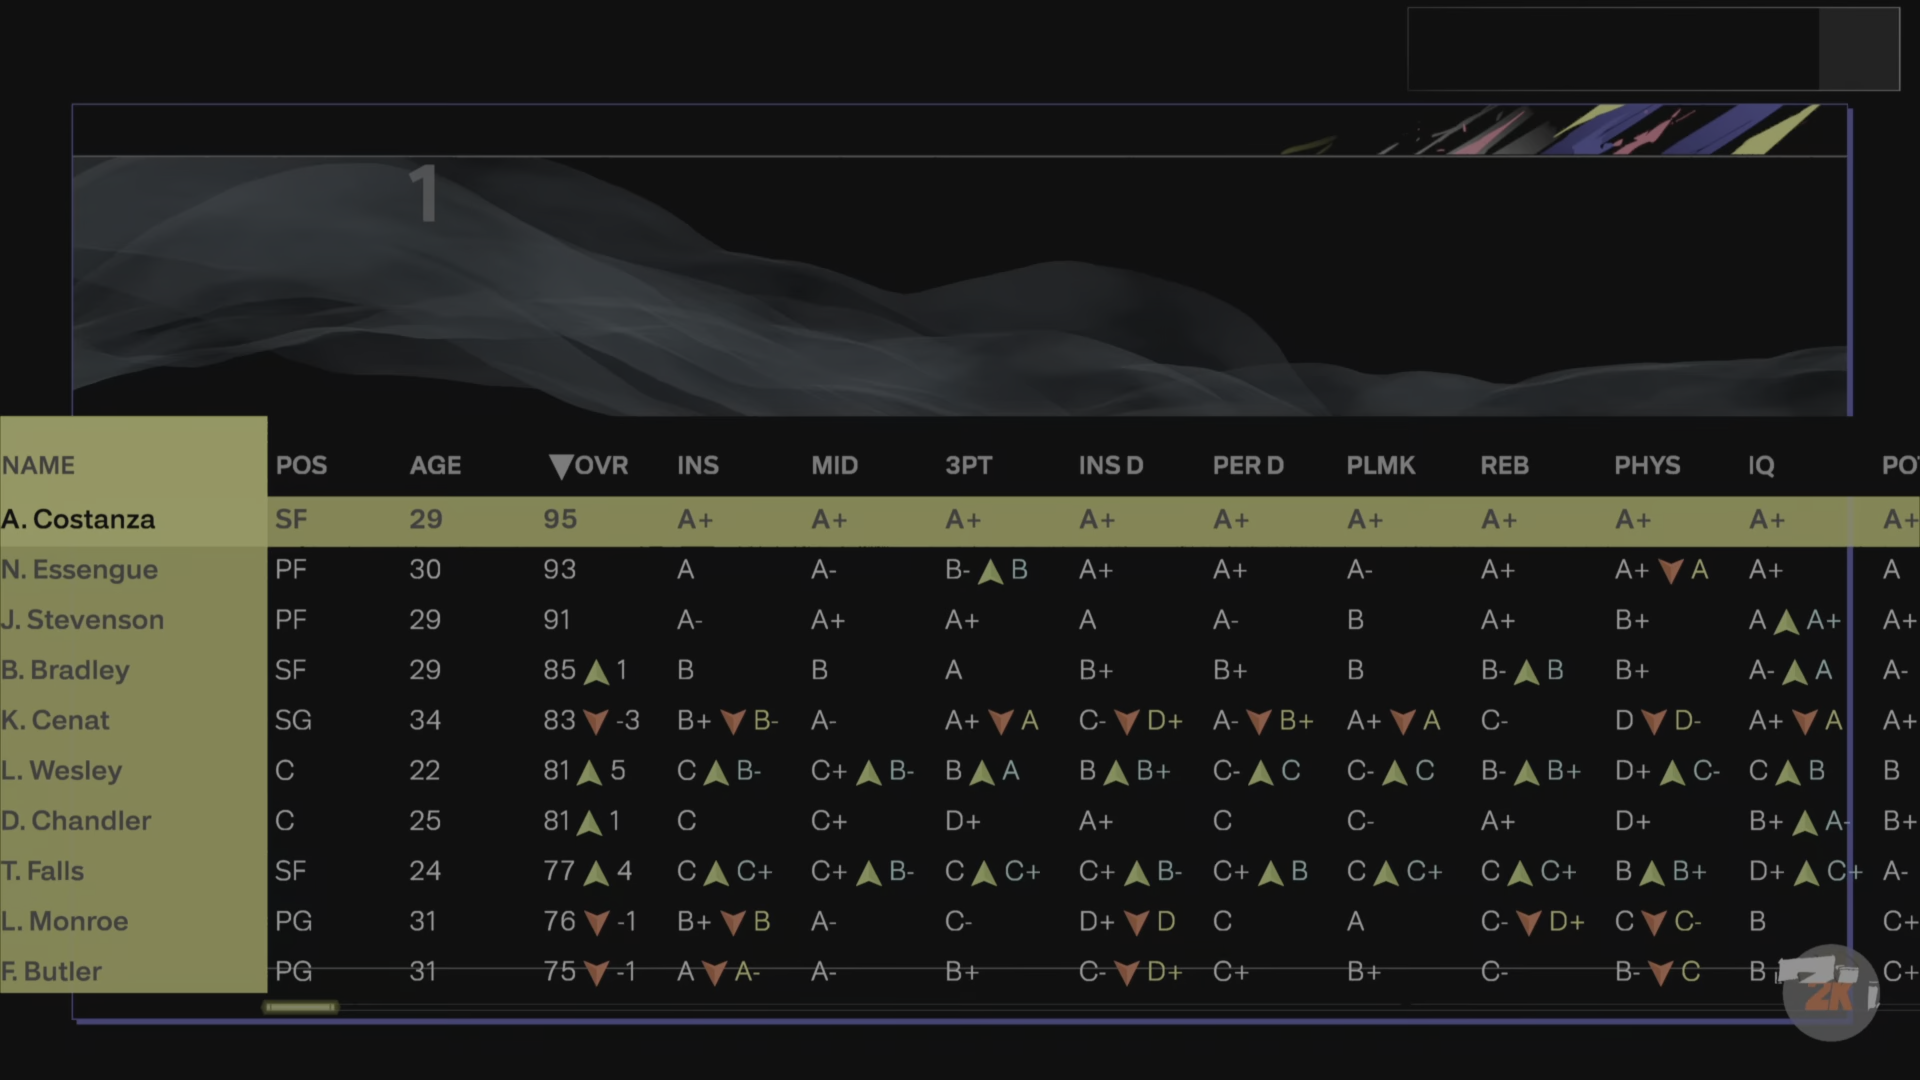 1
NAME POS AGE ▼OVR INS MID 3PT INS D PER D PLMK REB PHYS IQ
A. Costanza SF 29 95 A+ A+ A+ A+ A+ A+ A+ A+ A+ A+
N. Essengue PF 30 93 A A- B- ▲ B A+ A+ A- A+ A+ ▼ A A+ A
J. Stevenson PF 29 91 A- A+ A+ A A- B A+ B+ A ▲ A+ A+
B. Bradley SF 29 85 ▲ 1 B B A B+ B+ B B- ▲ B B+ A- ▲ A A-
K. Cenat SG 34 83 ▼ -3 B+ ▼ B- A- A+ ▼ A C- ▼ D+ A- ▼ B+ A+ ▼ A C- D ▼ D- A+ ▼ A A+
L. Wesley C 22 81 ▲ 5 C ▲ B- C+ ▲ B- B ▲ A B ▲ B+ C- ▲ C C- ▲ C B- ▲ B+ D+ ▲ C- C ▲ B B
D. Chandler C 25 81 ▲ 1 C C+ D+ A+ C C- A+ D+ B+ ▲ A- B+
T. Falls SF 24 77 ▲ 4 C ▲ C+ C+ ▲ B- C ▲ C+ C+ ▲ B- C+ ▲ B C ▲ C+ C ▲ C+ B ▲ B+ D+ ▲ C+ A-
L. Monroe PG 31 76 ▼ -1 B+ ▼ B A- C- D+ ▼ D C A C- ▼ D+ C ▼ C- B C+
F. Butler PG 31 75 ▼ -1 A ▼ A- A- B+ C- ▼ D+ C+ B+ C- B- ▼ C B C+
2K